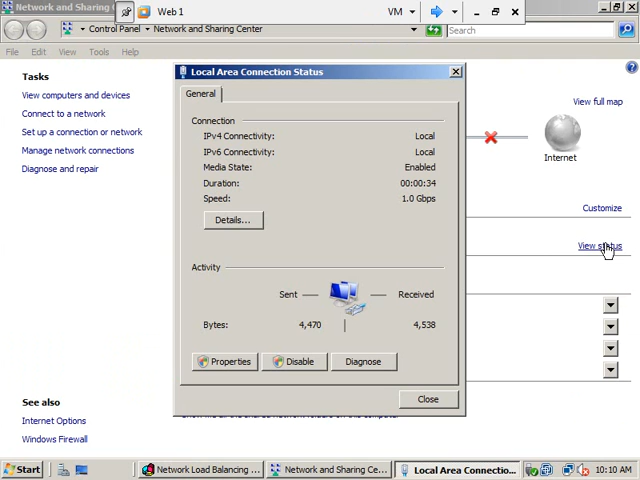 Network and Sharing C
Web 1
VM
Control Panel
Network and Sharing Center
Search
File Edit View Tools Help
Tasks
View computers and devices
Connect to a network
Set up a connection or network
Manage network connections
Diagnose and repair
See also
Internet Options
Windows Firewall
View full map
Internet
Customize
View status
Local Area Connection Status
General
Connection
IPv4 Connectivity: Local
IPv6 Connectivity: Local
Media State: Enabled
Duration: 00:00:34
Speed: 1.0 Gbps
Details...
Activity
Sent Received
Bytes: 4,470 4,538
Properties Disable Diagnose
Close
Start
Network Load Balancing ...
Network and Sharing Ce...
Local Area Connectio...
10:10 AM